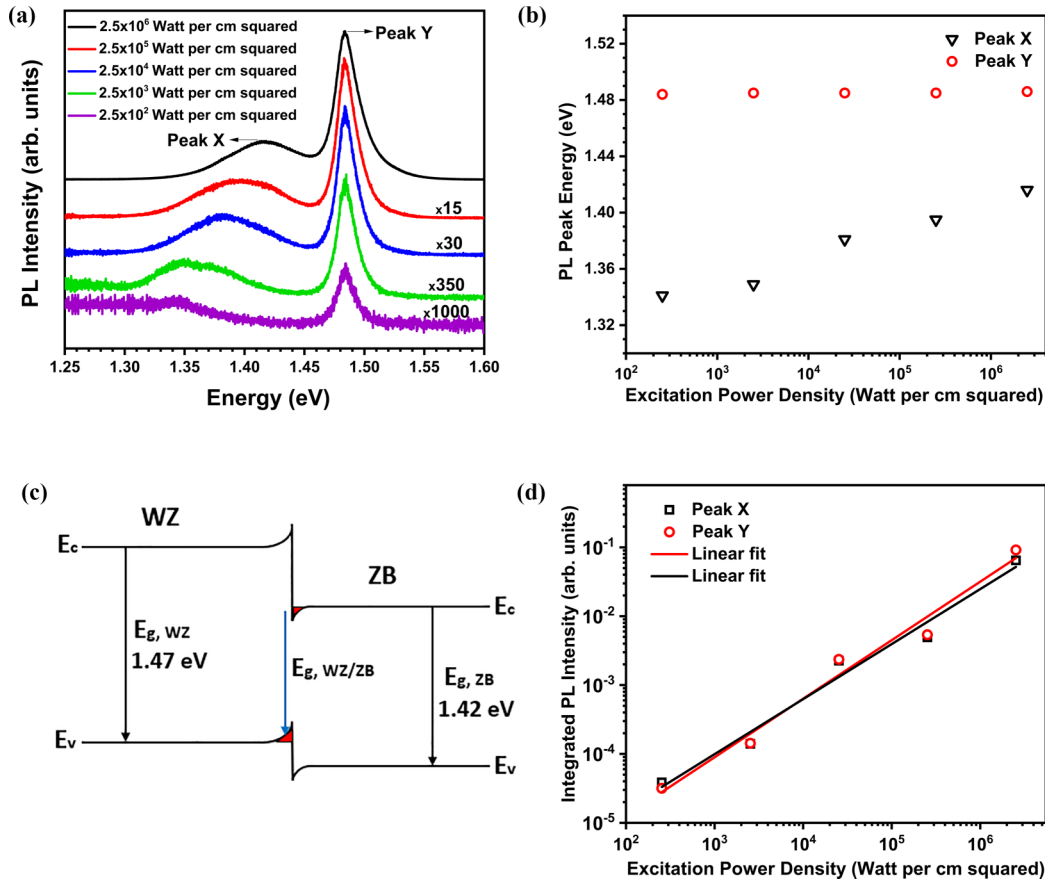 (a)
2.5x10⁶ Watt per cm squared
2.5x10⁵ Watt per cm squared
2.5x10⁴ Watt per cm squared
2.5x10³ Watt per cm squared
2.5x10² Watt per cm squared
Peak Y
Peak X
x15
x30
x350
x1000
PL Intensity (arb. units)
1.25 1.30 1.35 1.40 1.45 1.50 1.55 1.60
Energy (eV)
(b)
1.52
1.48
1.44
1.40
1.36
1.32
Peak X
Peak Y
PL Peak Energy (eV)
10² 10³ 10⁴ 10⁵ 10⁶
Excitation Power Density (Watt per cm squared)
(c)
WZ
Ec
ZB
Ec
Eg, WZ
1.47 eV
Eg, WZ/ZB
Eg, ZB
1.42 eV
Ev
Ev
(d)
Peak X
Peak Y
Linear fit
Linear fit
10⁻¹
10⁻²
10⁻³
10⁻⁴
10⁻⁵
Integrated PL Intensity (arb. units)
10² 10³ 10⁴ 10⁵ 10⁶
Excitation Power Density (Watt per cm squared)